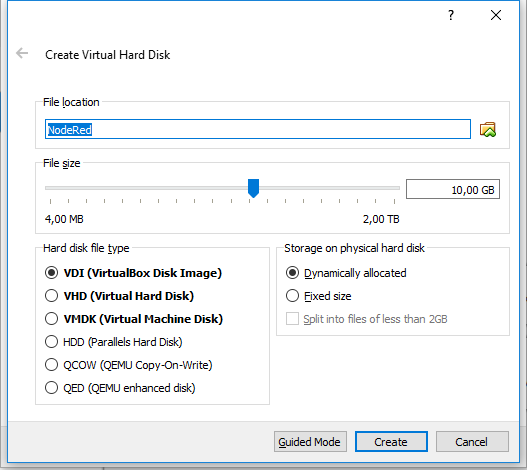 ?
Create Virtual Hard Disk
File location
NodeRed
File size
10,00 GB
4,00 MB 2,00 TB
Hard disk file type
VDI (VirtualBox Disk Image)
VHD (Virtual Hard Disk)
VMDK (Virtual Machine Disk)
HDD (Parallels Hard Disk)
QCOW (QEMU Copy-On-Write)
QED (QEMU enhanced disk)
Storage on physical hard disk
Dynamically allocated
Fixed size
Split into files of less than 2GB
Guided Mode Create Cancel